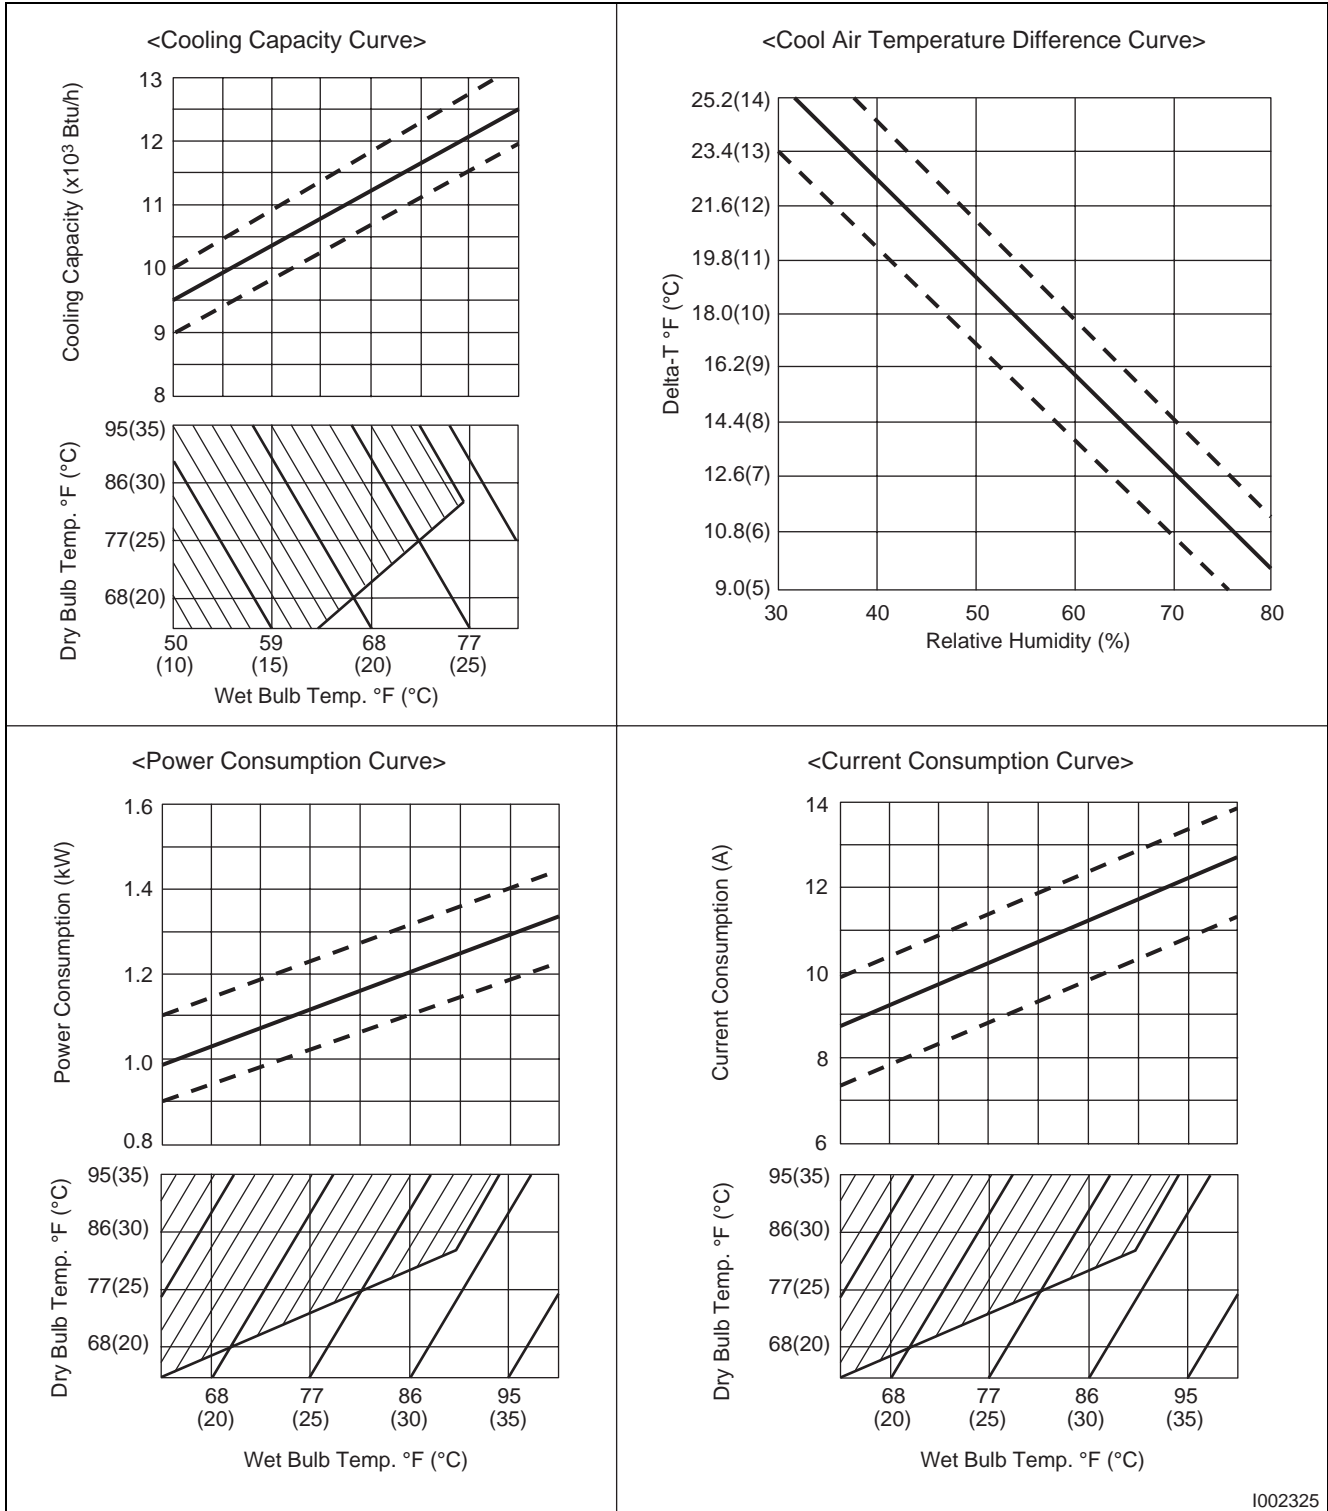 <Cooling Capacity Curve>
Cooling Capacity (x10³ Btu/h)
13
12
11
10
9
8
Dry Bulb Temp. °F (°C)
95(35)
86(30)
77(25)
68(20)
50 59 68 77
(10) (15) (20) (25)
Wet Bulb Temp. °F (°C)
<Cool Air Temperature Difference Curve>
Delta-T °F (°C)
25.2(14)
23.4(13)
21.6(12)
19.8(11)
18.0(10)
16.2(9)
14.4(8)
12.6(7)
10.8(6)
9.0(5)
30 40 50 60 70 80
Relative Humidity (%)
<Power Consumption Curve>
Power Consumption (kW)
1.6
1.4
1.2
1.0
0.8
Dry Bulb Temp. °F (°C)
95(35)
86(30)
77(25)
68(20)
68 77 86 95
(20) (25) (30) (35)
Wet Bulb Temp. °F (°C)
<Current Consumption Curve>
Current Consumption (A)
14
12
10
8
6
Dry Bulb Temp. °F (°C)
95(35)
86(30)
77(25)
68(20)
68 77 86 95
(20) (25) (30) (35)
Wet Bulb Temp. °F (°C)
I002325